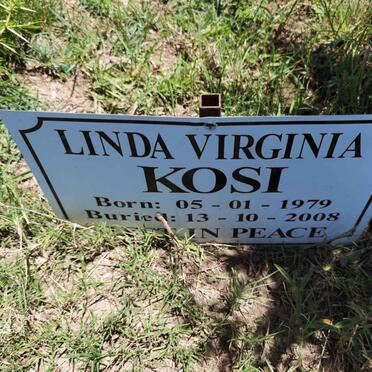 LINDA VIRGINIA
KOSI
Born: 05 - 01 - 1979
Buried: 13 - 10 - 2008
IN PEACE